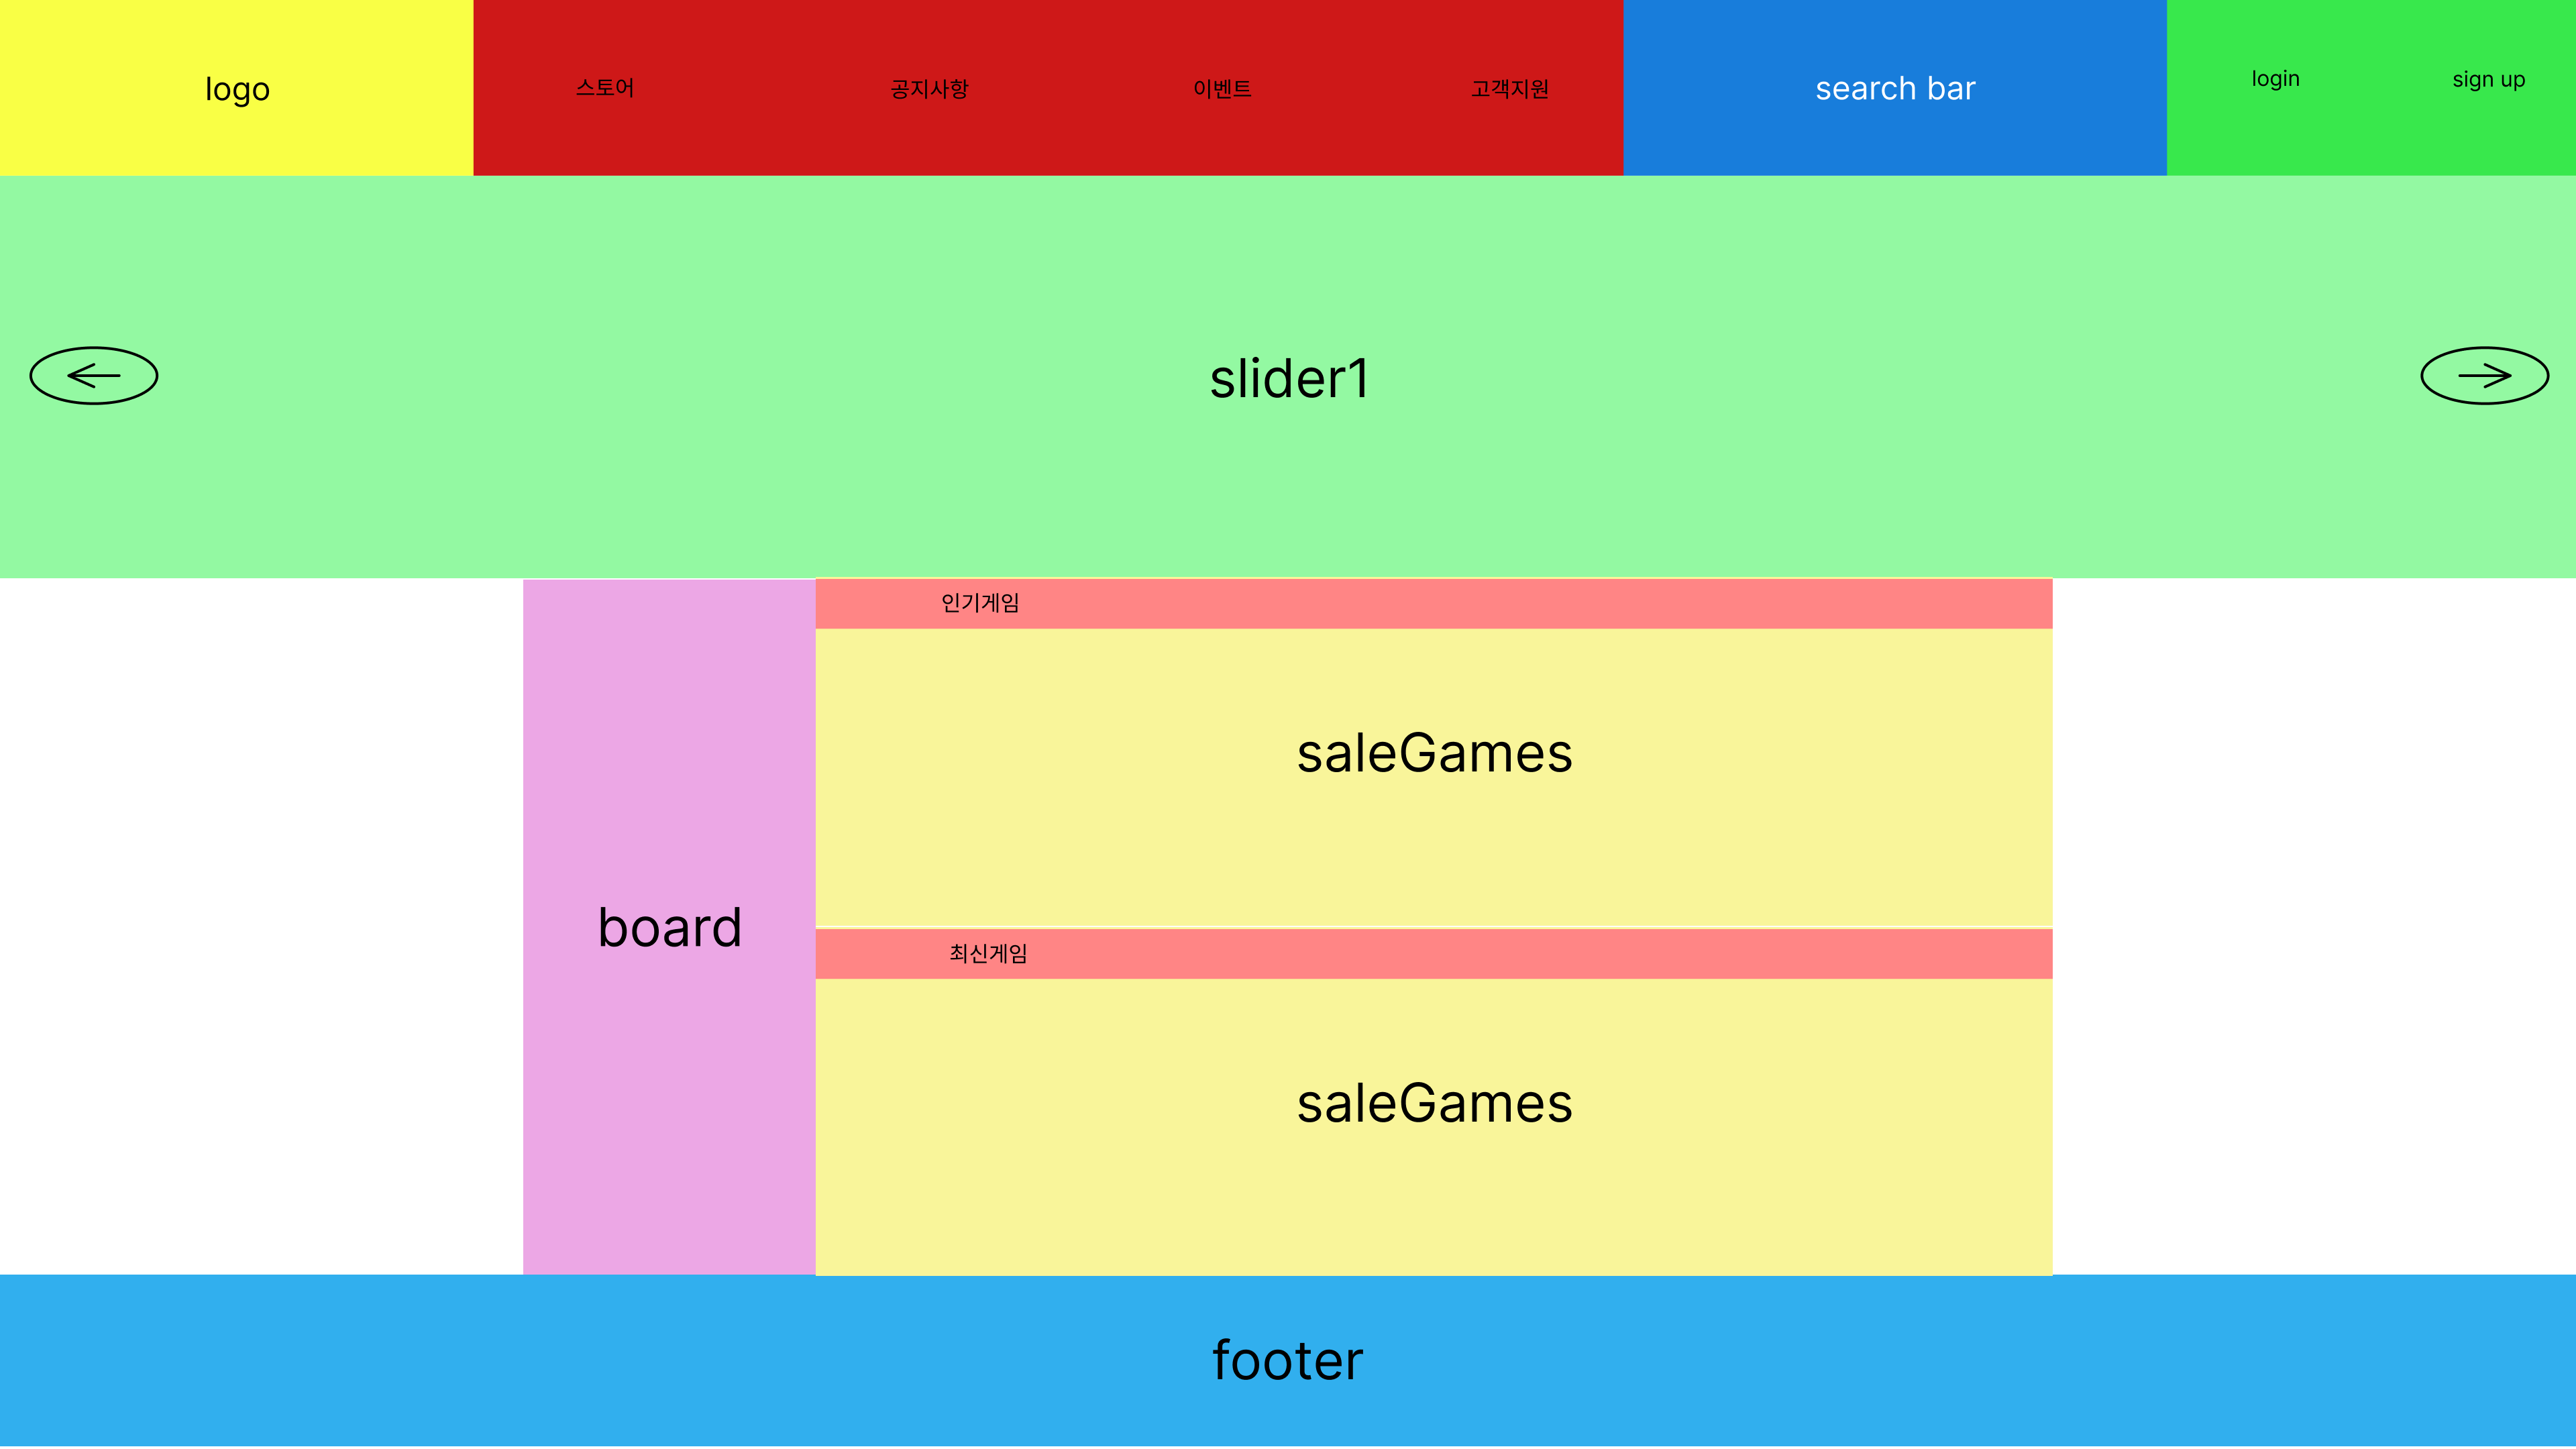 logo
스토어
공지사항
이벤트
고객지원
search bar
login
sign up
slider1
board
인기게임
saleGames
최신게임
saleGames
footer